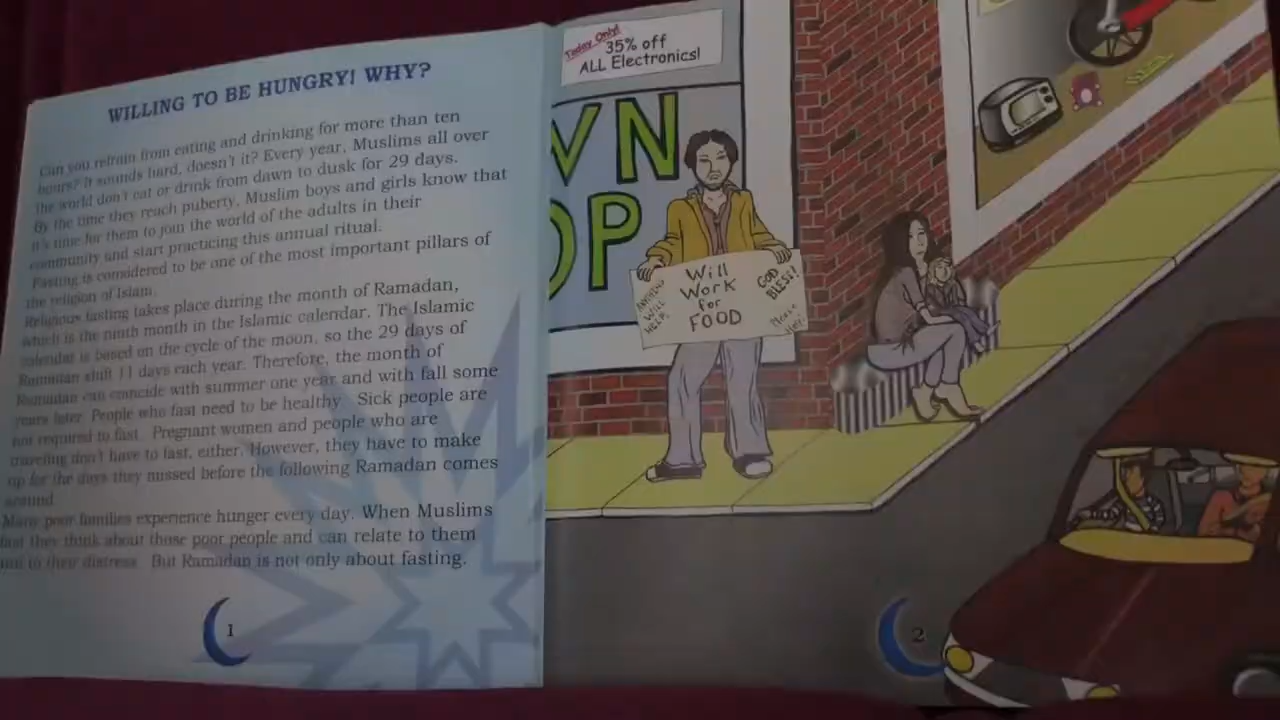 WILLING TO BE HUNGRY! WHY?
Can you refrain from eating and drinking for more than ten
hours? It sounds hard, doesn't it? Every year, Muslims all over
the world don't eat or drink from dawn to dusk for 29 days.
By the time they reach puberty, Muslim boys and girls know that
it's time for them to join the world of the adults in their
community and start practicing this annual ritual.
Fasting is considered to be one of the most important pillars of
the religion of Islam.
Religious fasting takes place during the month of Ramadan,
which is the ninth month in the Islamic calendar. The Islamic
calendar is based on the cycle of the moon, so the 29 days of
Ramadan shift 11 days each year. Therefore, the month of
Ramadan can coincide with summer one year and with fall some
years later. People who fast need to be healthy. Sick people are
not required to fast. Pregnant women and people who are
traveling don't have to fast, either. However, they have to make
up for the days they missed before the following Ramadan comes
around.
Many poor families experience hunger every day. When Muslims
fast they think about those poor people and can relate to them
and to their distress. But Ramadan is not only about fasting.
1
Today Only!
35% off
ALL Electronics!
WN
OP
ANYTHING
WILL
HELP.
Will
Work
for
FOOD
GOD
BLESS!
Please
2